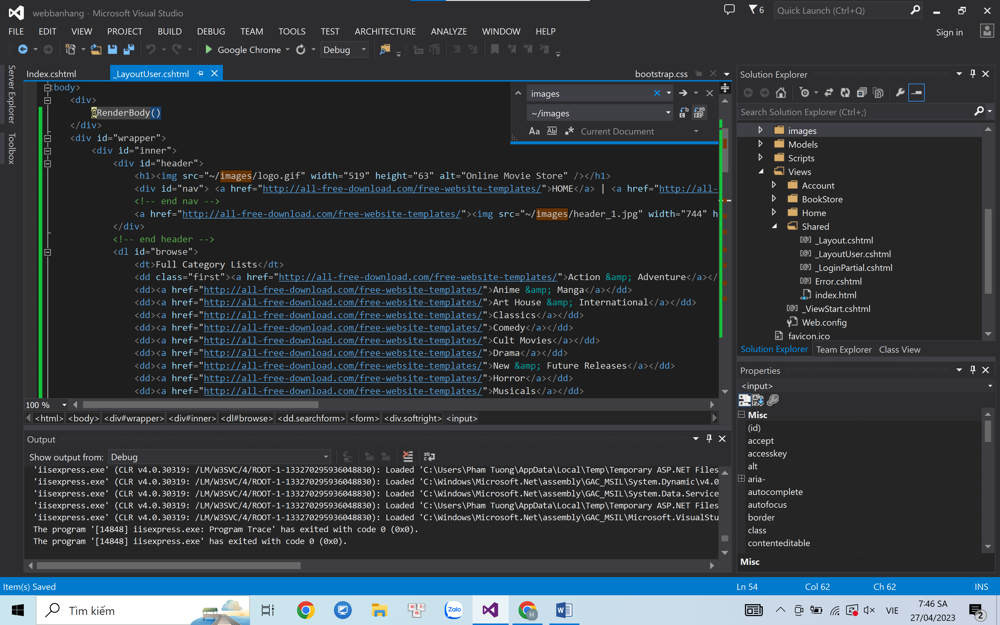 webbanhang - Microsoft Visual Studio
6
Quick Launch (Ctrl+Q)
FILE EDIT VIEW PROJECT BUILD DEBUG TEAM TOOLS TEST ARCHITECTURE ANALYZE WINDOW HELP
Sign in
Google Chrome
Debug
Server Explorer
Toolbox
Index.cshtml
_LayoutUser.cshtml
bootstrap.css
<body>
<div>
@RenderBody()
</div>
<div id="wrapper">
<div id="inner">
<div id="header">
<h1><img src="~/images/logo.gif" width="519" height="63" alt="Online Movie Store" /></h1>
<div id="nav"> <a href="http://all-free-download.com/free-website-templates/">HOME</a> | <a href="http://all-
<!-- end nav -->
<a href="http://all-free-download.com/free-website-templates/"><img src="~/images/header_1.jpg" width="744" h
</div>
<!-- end header -->
<dl id="browse">
<dt>Full Category Lists</dt>
<dd class="first"><a href="http://all-free-download.com/free-website-templates/">Action &amp; Adventure</a></
<dd><a href="http://all-free-download.com/free-website-templates/">Anime &amp; Manga</a></dd>
<dd><a href="http://all-free-download.com/free-website-templates/">Art House &amp; International</a></dd>
<dd><a href="http://all-free-download.com/free-website-templates/">Classics</a></dd>
<dd><a href="http://all-free-download.com/free-website-templates/">Comedy</a></dd>
<dd><a href="http://all-free-download.com/free-website-templates/">Cult Movies</a></dd>
<dd><a href="http://all-free-download.com/free-website-templates/">Drama</a></dd>
<dd><a href="http://all-free-download.com/free-website-templates/">New &amp; Future Releases</a></dd>
<dd><a href="http://all-free-download.com/free-website-templates/">Horror</a></dd>
<dd><a href="http://all-free-download.com/free-website-templates/">Musicals</a></dd>
images
~/images
Aa Abl .* Current Document
100 %
<html> <body> <div#wrapper> <div#inner> <dl#browse> <dd.searchform> <form> <div.softright> <input>
Output
Show output from: Debug
'iisexpress.exe' (CLR v4.0.30319: /LM/W3SVC/4/ROOT-1-133270295936048830): Loaded 'C:\Users\Pham Tuong\AppData\Local\Temp\Temporary ASP.NET Files
'iisexpress.exe' (CLR v4.0.30319: /LM/W3SVC/4/ROOT-1-133270295936048830): Loaded 'C:\Windows\Microsoft.Net\assembly\GAC_MSIL\System.Dynamic\v4.0
'iisexpress.exe' (CLR v4.0.30319: /LM/W3SVC/4/ROOT-1-133270295936048830): Loaded 'C:\Windows\Microsoft.Net\assembly\GAC_MSIL\System.Data.Service
'iisexpress.exe' (CLR v4.0.30319: /LM/W3SVC/4/ROOT-1-133270295936048830): Loaded 'C:\Users\Pham Tuong\AppData\Local\Temp\Temporary ASP.NET Files
'iisexpress.exe' (CLR v4.0.30319: /LM/W3SVC/4/ROOT-1-133270295936048830): Loaded 'C:\Windows\Microsoft.Net\assembly\GAC_MSIL\Microsoft.VisualStu
The program '[14848] iisexpress.exe: Program Trace' has exited with code 0 (0x0).
The program '[14848] iisexpress.exe' has exited with code 0 (0x0).
Solution Explorer
Search Solution Explorer (Ctrl+;)
images
Models
Scripts
Views
Account
BookStore
Home
Shared
_Layout.cshtml
_LayoutUser.cshtml
_LoginPartial.cshtml
Error.cshtml
index.html
_ViewStart.cshtml
Web.config
favicon.ico
Solution Explorer Team Explorer Class View
Properties
<input>
Misc
(id)
accept
accesskey
alt
aria-
autocomplete
autofocus
border
class
contenteditable
Misc
Item(s) Saved
Ln 54
Col 62
Ch 62
INS
Tìm kiếm
Zalo
VIE
7:46 SA
27/04/2023
2